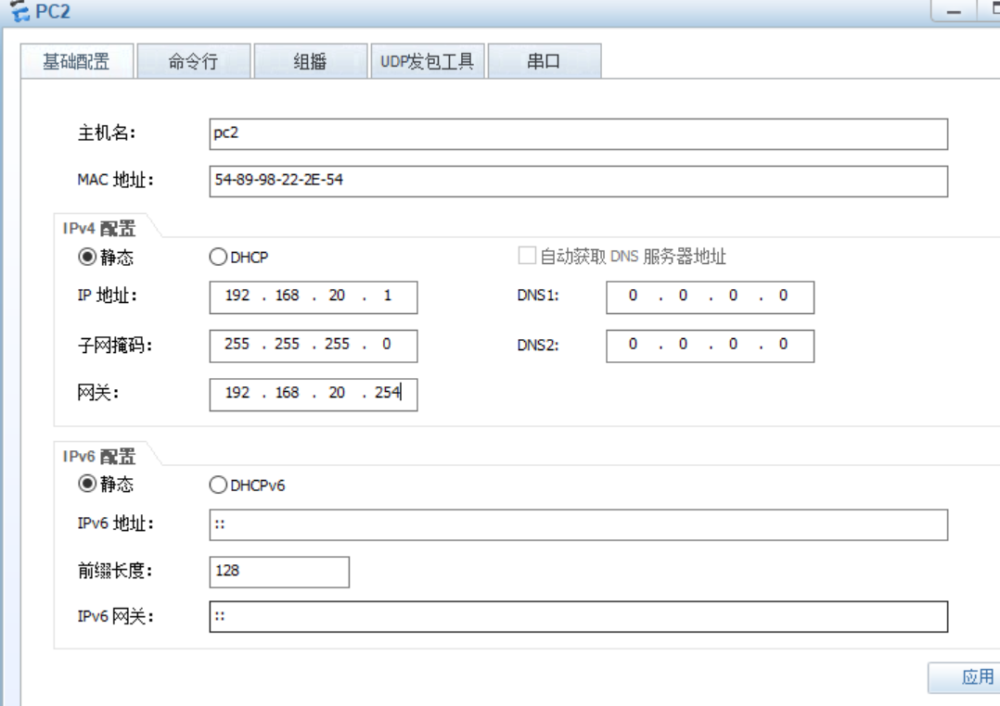 PC2
基础配置 命令行 组播 UDP发包工具 串口
主机名： pc2
MAC 地址： 54-89-98-22-2E-54
IPv4 配置
静态 DHCP 自动获取 DNS 服务器地址
IP 地址： 192 . 168 . 20 . 1 DNS1: 0 . 0 . 0 . 0
子网掩码： 255 . 255 . 255 . 0 DNS2: 0 . 0 . 0 . 0
网关： 192 . 168 . 20 . 254
IPv6 配置
静态 DHCPv6
IPv6 地址： ::
前缀长度： 128
IPv6 网关： ::
应用